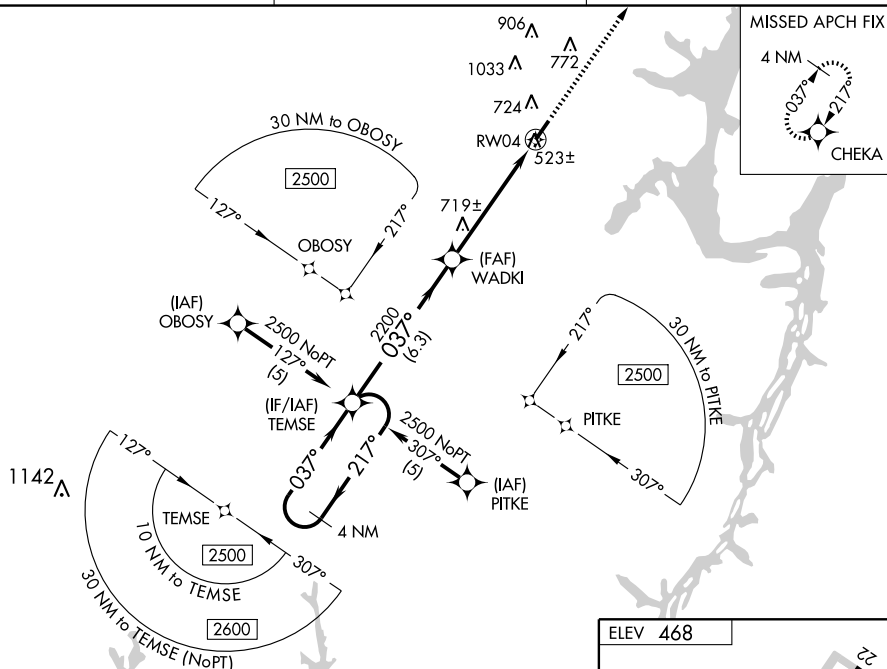 906
772
1033
724
RW04
523±
MISSED APCH FIX
4 NM
037°
217°
CHEKA
30 NM to OBOSY
2500
127°
217°
OBOSY
719±
(FAF)
WADKI
(IAF)
OBOSY
2500 NoPT
127°
(5)
2200
037°
(6.3)
(IF/IAF)
TEMSE
037°
217°
4 NM
2500 NoPT
307°
(5)
(IAF)
PITKE
217°
30 NM to PITKE
2500
PITKE
307°
1142
127°
TEMSE
2500
307°
10 NM to TEMSE
2600
30 NM to TEMSE (NoPT)
ELEV 468
22